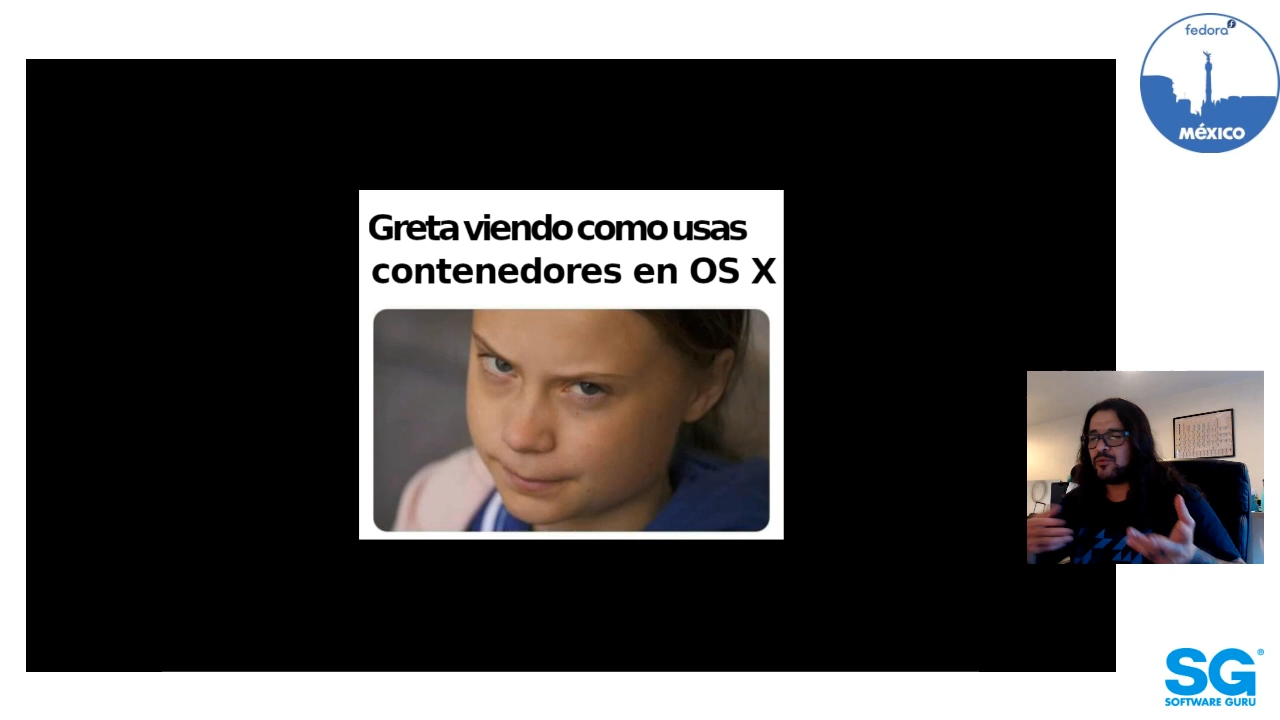 fedora
MÉXICO
Greta viendo como usas
contenedores en OS X
SG
SOFTWARE GURU